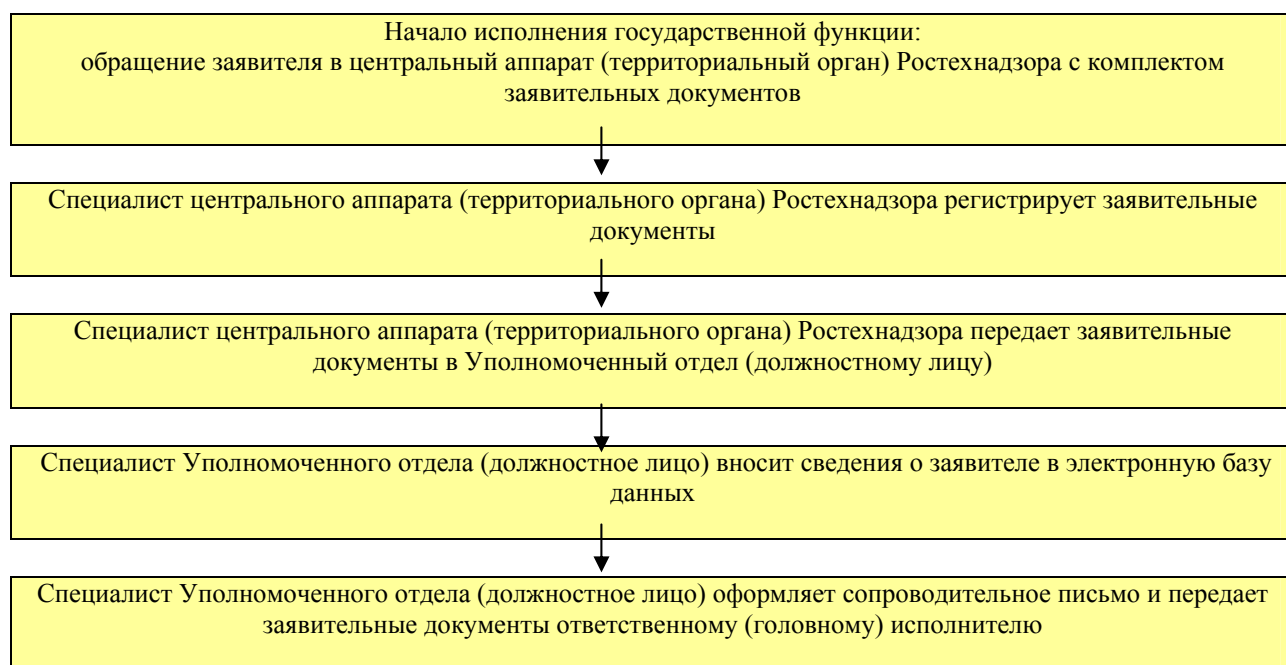 Начало исполнения государственной функции:
обращение заявителя в центральный аппарат (территориальный орган) Ростехнадзора с комплектом
заявительных документов
Специалист центрального аппарата (территориального органа) Ростехнадзора регистрирует заявительные
документы
Специалист центрального аппарата (территориального органа) Ростехнадзора передает заявительные
документы в Уполномоченный отдел (должностному лицу)
Специалист Уполномоченного отдела (должностное лицо) вносит сведения о заявителе в электронную базу
данных
Специалист Уполномоченного отдела (должностное лицо) оформляет сопроводительное письмо и передает
заявительные документы ответственному (головному) исполнителю